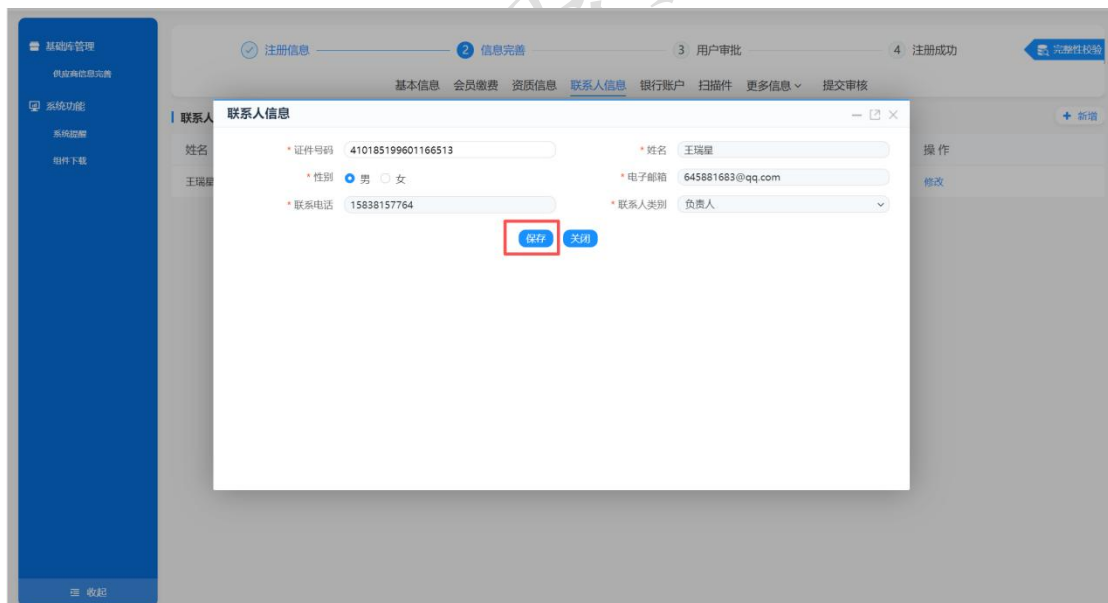 基础库管理
供应商信息完善
系统功能
系统提醒
组件下载
收起
注册信息
2 信息完善
3 用户审批
4 注册成功
完整性校验
基本信息 会员缴费 资质信息 联系人信息 银行账户 扫描件 更多信息 提交审核
联系人
+ 新增
姓名
操作
王瑞星
修改
联系人信息
* 证件号码 410185199601166513
* 姓名 王瑞星
* 性别 男 女
* 电子邮箱 645881683@qq.com
* 联系电话 15838157764
* 联系人类别 负责人
保存 关闭